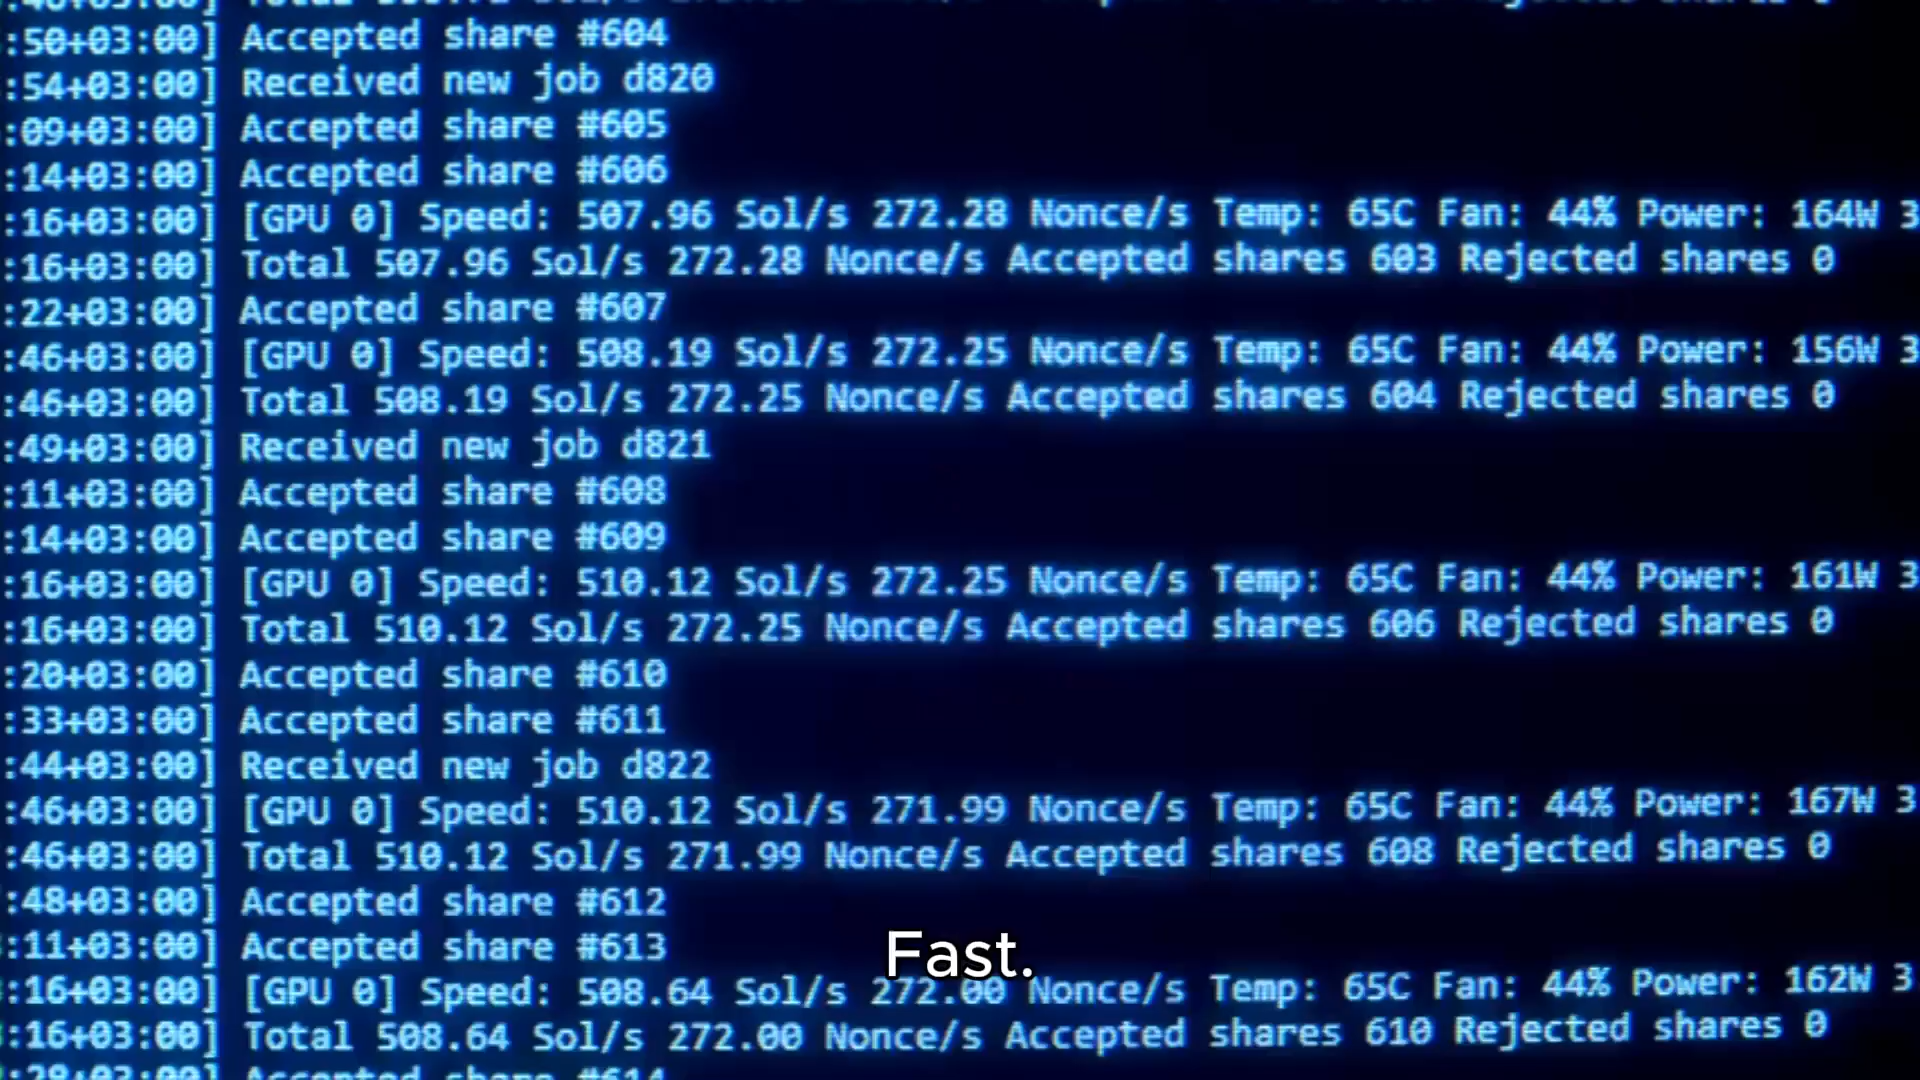 :50+03:00] Accepted share #604
:54+03:00] Received new job d820
:09+03:00] Accepted share #605
:14+03:00] Accepted share #606
:16+03:00] [GPU 0] Speed: 507.96 Sol/s 272.28 Nonce/s Temp: 65C Fan: 44% Power: 164W 3
:16+03:00] Total 507.96 Sol/s 272.28 Nonce/s Accepted shares 603 Rejected shares 0
:22+03:00] Accepted share #607
:46+03:00] [GPU 0] Speed: 508.19 Sol/s 272.25 Nonce/s Temp: 65C Fan: 44% Power: 156W 3
:46+03:00] Total 508.19 Sol/s 272.25 Nonce/s Accepted shares 604 Rejected shares 0
:49+03:00] Received new job d821
:11+03:00] Accepted share #608
:14+03:00] Accepted share #609
:16+03:00] [GPU 0] Speed: 510.12 Sol/s 272.25 Nonce/s Temp: 65C Fan: 44% Power: 161W 3
:16+03:00] Total 510.12 Sol/s 272.25 Nonce/s Accepted shares 606 Rejected shares 0
:20+03:00] Accepted share #610
:33+03:00] Accepted share #611
:44+03:00] Received new job d822
:46+03:00] [GPU 0] Speed: 510.12 Sol/s 271.99 Nonce/s Temp: 65C Fan: 44% Power: 167W 3
:46+03:00] Total 510.12 Sol/s 271.99 Nonce/s Accepted shares 608 Rejected shares 0
:48+03:00] Accepted share #612
:11+03:00] Accepted share #613
Fast.
:16+03:00] [GPU 0] Speed: 508.64 Sol/s 272.00 Nonce/s Temp: 65C Fan: 44% Power: 162W 3
:16+03:00] Total 508.64 Sol/s 272.00 Nonce/s Accepted shares 610 Rejected shares 0
:28+03:00] Accepted share #614